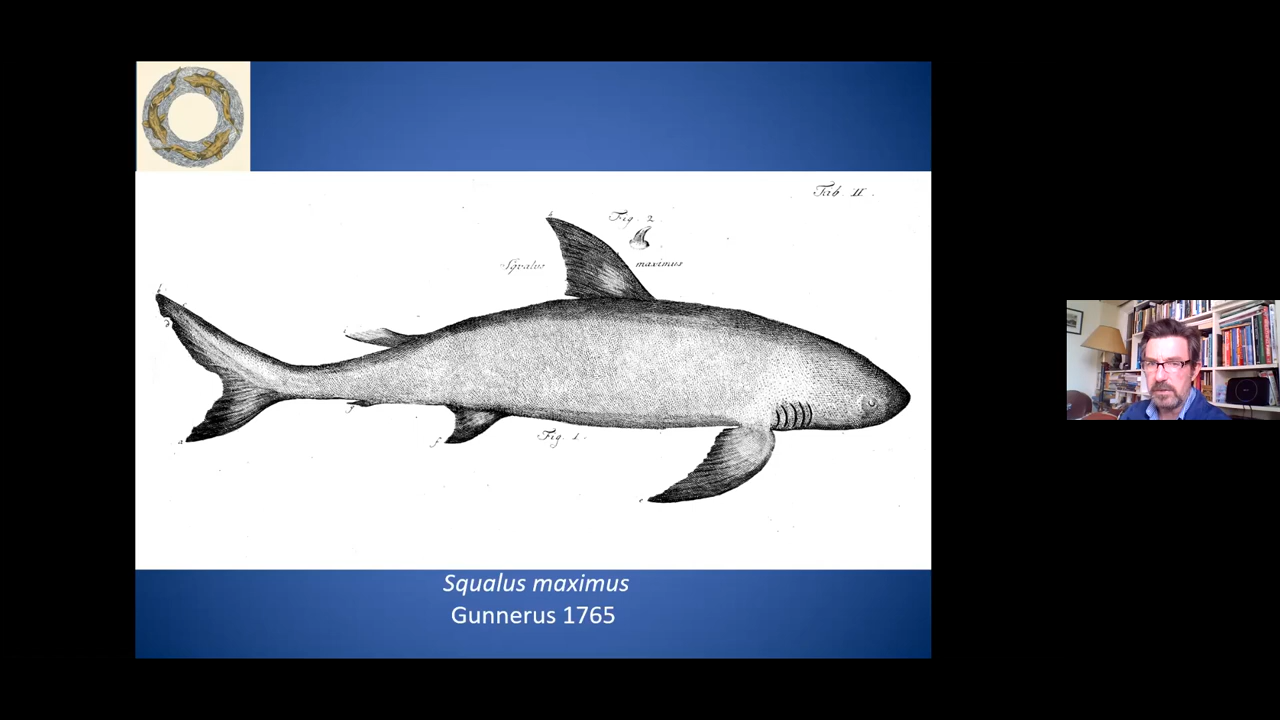 Tab. II.
Fig. 2
Squalus maximus
Fig. 1.
Squalus maximus
Gunnerus 1765